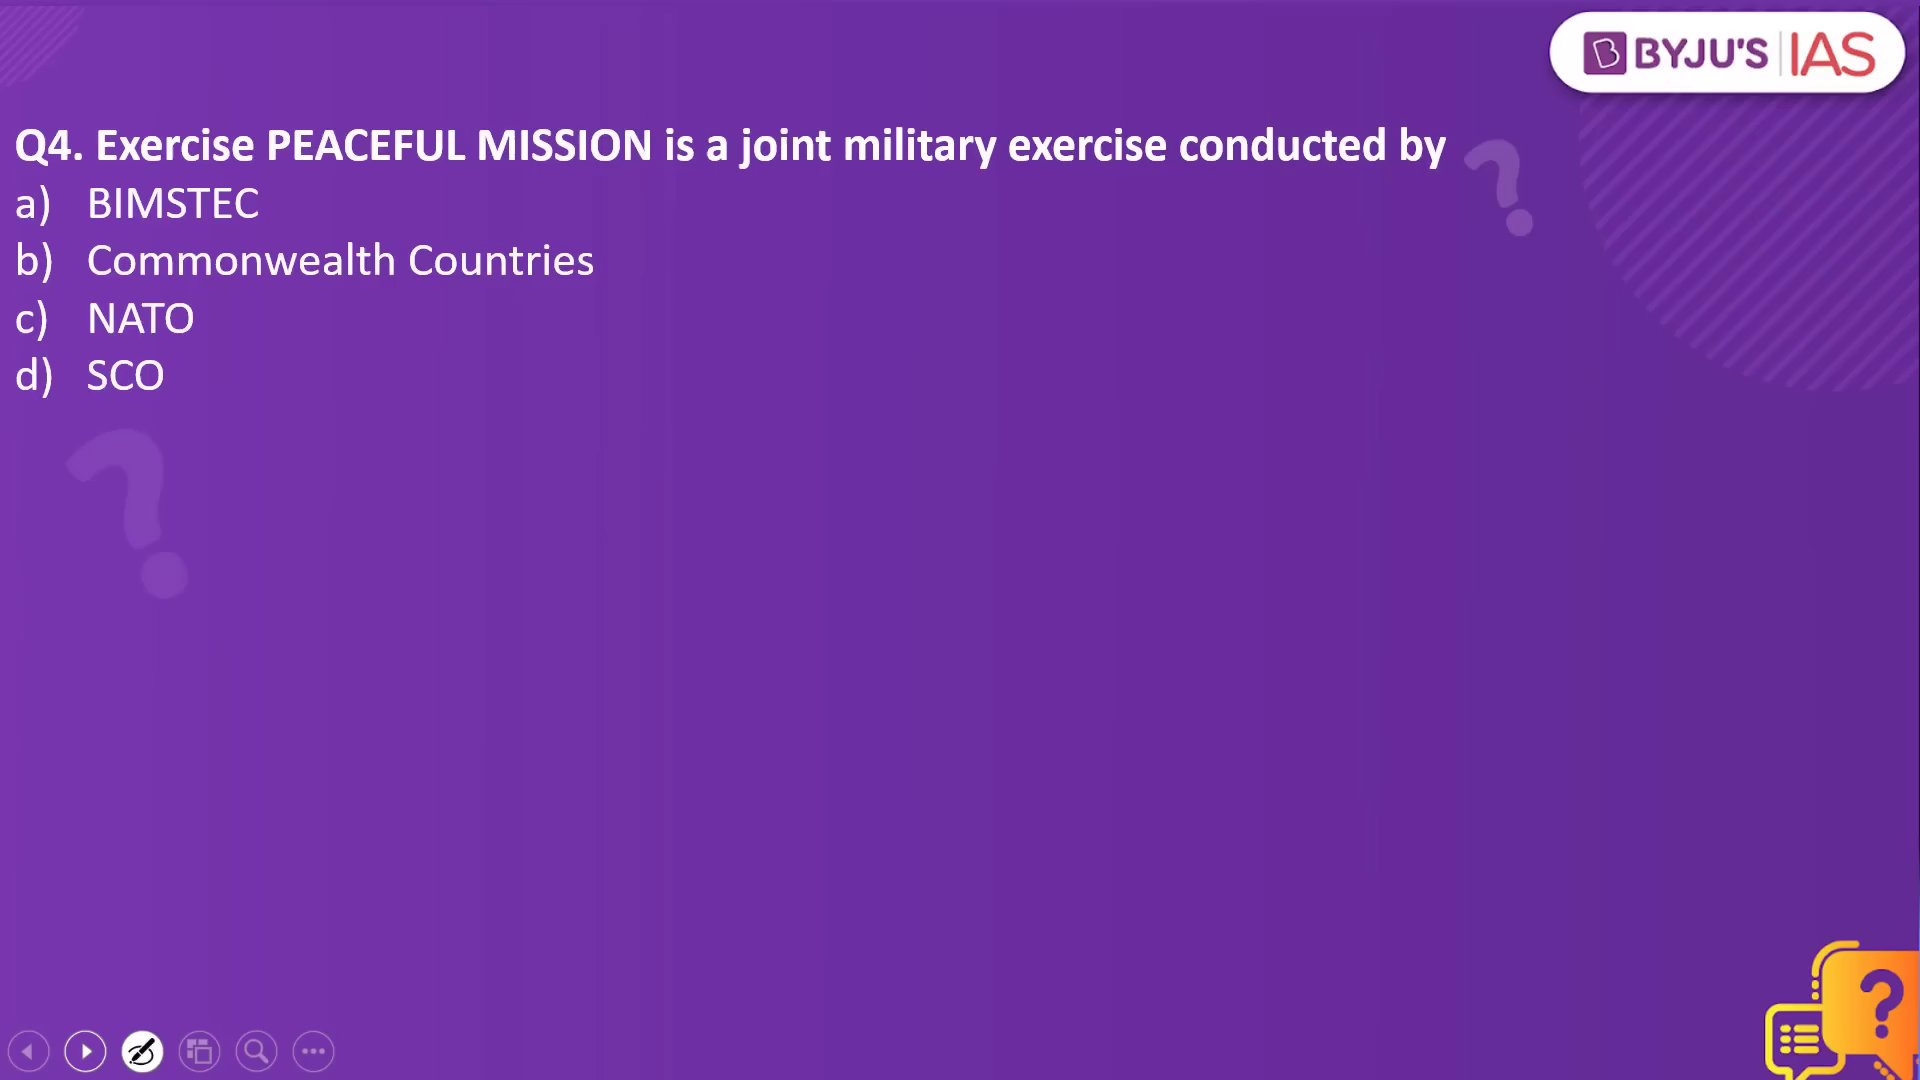 BYJU'S IAS
Q4. Exercise PEACEFUL MISSION is a joint military exercise conducted by
a) BIMSTEC
b) Commonwealth Countries
c) NATO
d) SCO